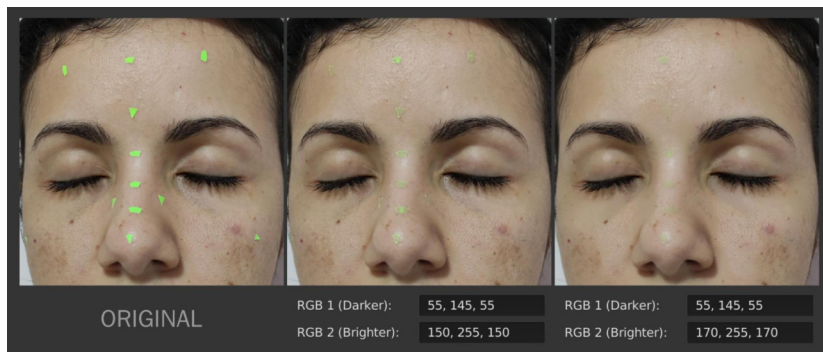 RGB 1 (Darker): 55, 145, 55 RGB 1 (Darker): 55, 145, 55
ORIGINAL
RGB 2 (Brighter): 150, 255, 150 RGB 2 (Brighter): 170, 255, 170